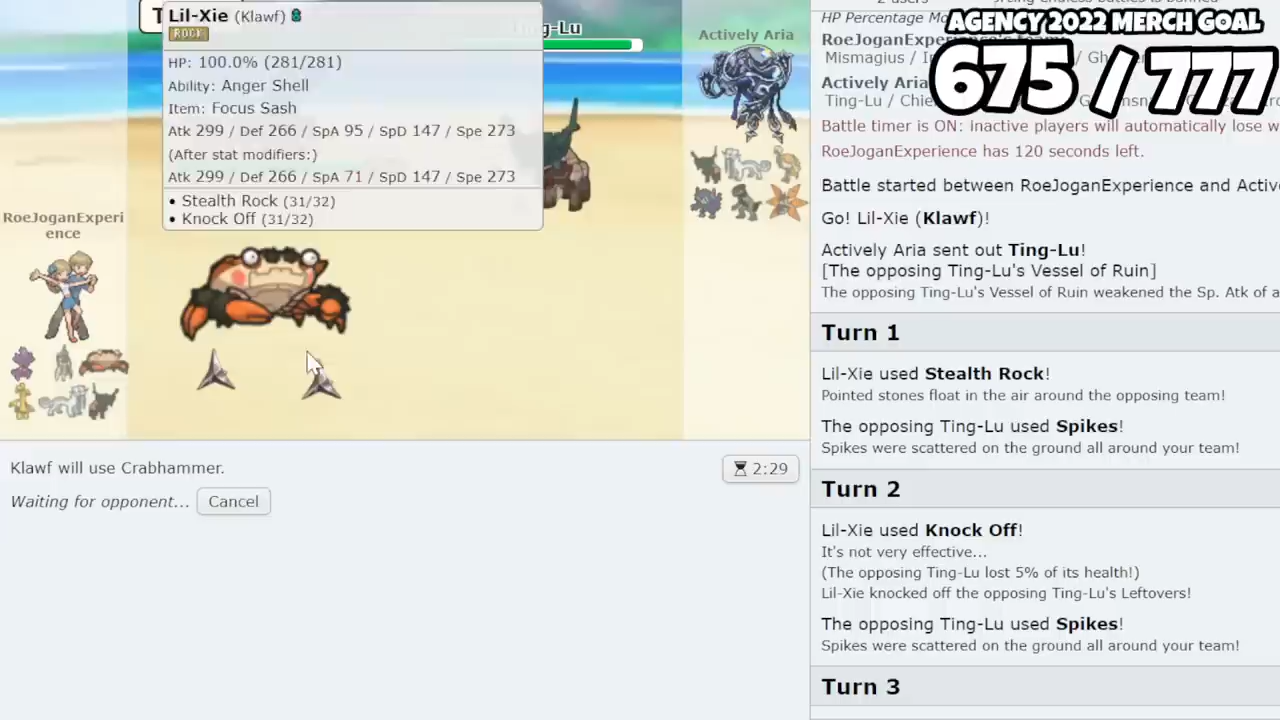 Lil-Xie (Klawf) 8
ROCK
HP: 100.0% (281/281)
Ability: Anger Shell
Item: Focus Sash
Atk 299 / Def 266 / SpA 95 / SpD 147 / Spe 273
(After stat modifiers:)
Atk 299 / Def 266 / SpA 71 / SpD 147 / Spe 273
• Stealth Rock (31/32)
• Knock Off (31/32)
T
ng-Lu
Actively Aria
RoeJoganExperi
ence
Klawf will use Crabhammer.
2:29
Waiting for opponent... Cancel
AGENCY 2022 MERCH GOAL
675 / 777
2 users
HP Percentage Mo
RoeJoganExperience's team:
Mismagius /
Actively Aria
Ting-Lu / Chie
Battle timer is ON: Inactive players will automatically lose w
RoeJoganExperience has 120 seconds left.
Battle started between RoeJoganExperience and Active
Go! Lil-Xie (Klawf)!
Actively Aria sent out Ting-Lu!
[The opposing Ting-Lu's Vessel of Ruin]
The opposing Ting-Lu's Vessel of Ruin weakened the Sp. Atk of a
Turn 1
Lil-Xie used Stealth Rock!
Pointed stones float in the air around the opposing team!
The opposing Ting-Lu used Spikes!
Spikes were scattered on the ground all around your team!
Turn 2
Lil-Xie used Knock Off!
It's not very effective...
(The opposing Ting-Lu lost 5% of its health!)
Lil-Xie knocked off the opposing Ting-Lu's Leftovers!
The opposing Ting-Lu used Spikes!
Spikes were scattered on the ground all around your team!
Turn 3